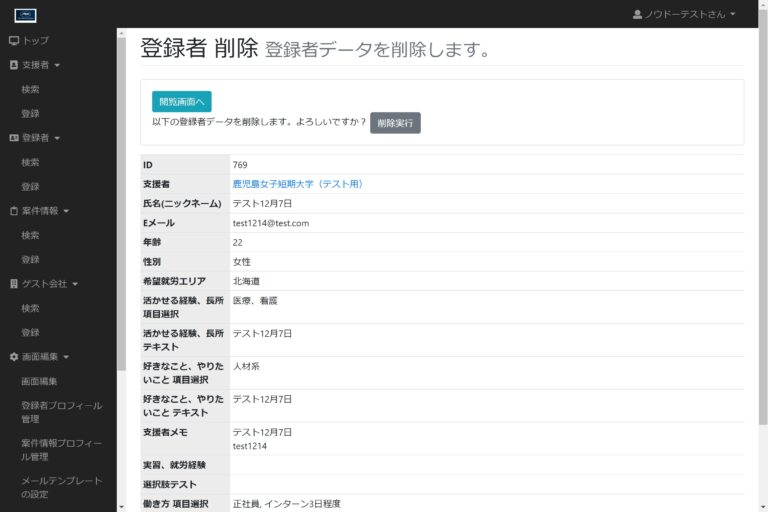 ノウドーテストさん
トップ
支援者
検索
登録
登録者
検索
登録
案件情報
検索
登録
ゲスト会社
検索
登録
画面編集
画面編集
登録者プロフィール
管理
案件情報プロフィー
ル管理
メールテンプレート
の設定
登録者 削除 登録者データを削除します。
閲覧画面へ
以下の登録者データを削除します。よろしいですか？ 削除実行
ID 769
支援者 鹿児島女子短期大学（テスト用）
氏名(ニックネーム) テスト12月7日
Eメール test1214@test.com
年齢 22
性別 女性
希望就労エリア 北海道
活かせる経験、長所 医療、看護
項目選択
活かせる経験、長所 テスト12月7日
テキスト
好きなこと、やりた 人材系
いこと 項目選択
好きなこと、やりた テスト12月7日
いこと テキスト
支援者メモ テスト12月7日
test1214
実習、就労経験
選択肢テスト
働き方 項目選択 正社員, インターン3日程度